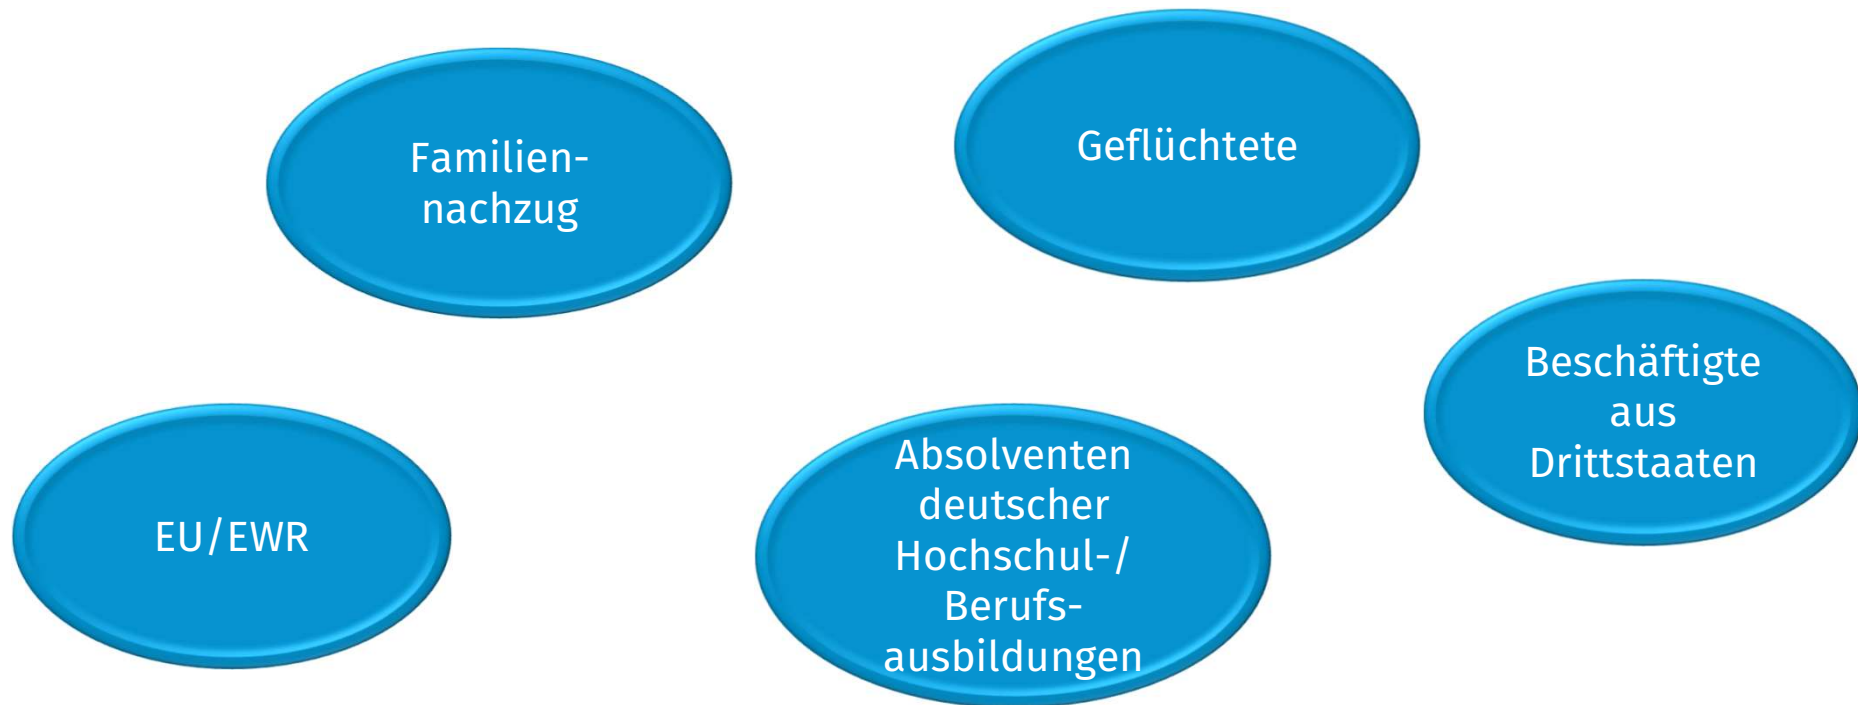 Familien-
nachzug
Geflüchtete
Beschäftigte
aus
Drittstaaten
EU/EWR
Absolventen
deutscher
Hochschul-/
Berufs-
ausbildungen